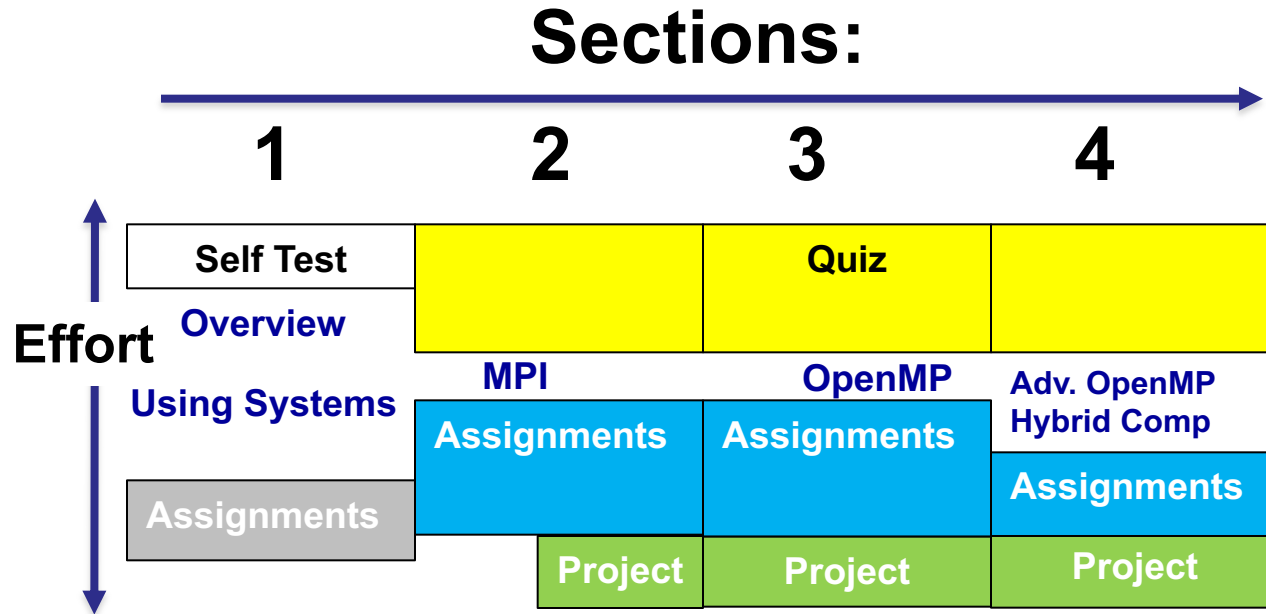 Sections:
1 2 3 4
Effort
Self Test
Quiz
Overview
Using Systems
MPI
OpenMP
Adv. OpenMP
Hybrid Comp
Assignments
Assignments
Assignments
Assignments
Project
Project
Project